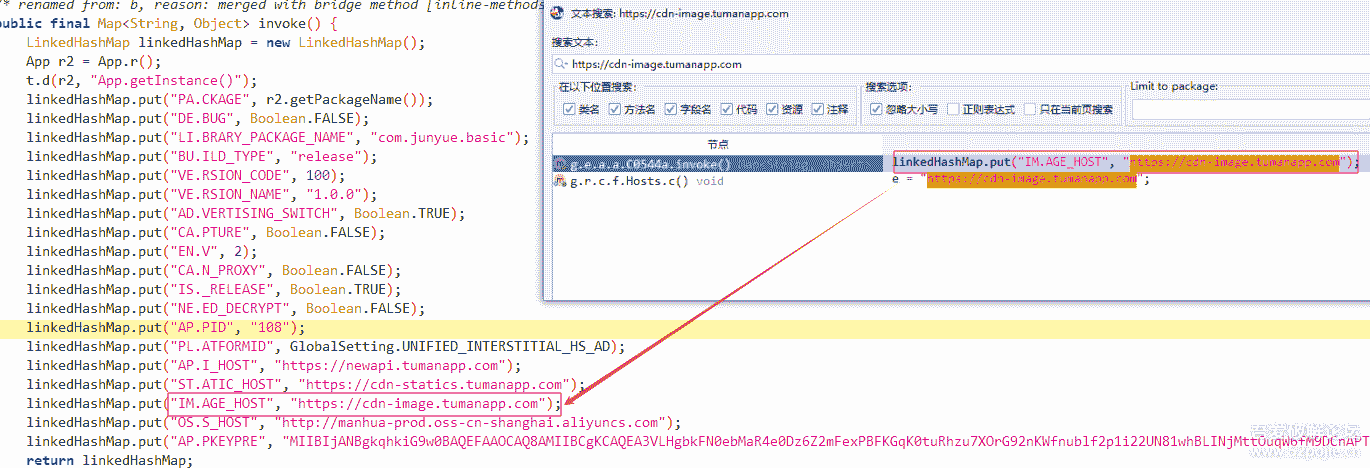 /* renamed from: b, reason: merged with bridge method [inline-methods
public final Map<String, Object> invoke() {
LinkedHashMap linkedHashMap = new LinkedHashMap();
App r2 = App.r();
t.d(r2, "App.getInstance()");
linkedHashMap.put("PA.CKAGE", r2.getPackageName());
linkedHashMap.put("DE.BUG", Boolean.FALSE);
linkedHashMap.put("LI.BRARY_PACKAGE_NAME", "com.junyue.basic");
linkedHashMap.put("BU.ILD_TYPE", "release");
linkedHashMap.put("VE.RSION_CODE", 100);
linkedHashMap.put("VE.RSION_NAME", "1.0.0");
linkedHashMap.put("AD.VERTISING_SWITCH", Boolean.TRUE);
linkedHashMap.put("CA.PTURE", Boolean.FALSE);
linkedHashMap.put("EN.V", 2);
linkedHashMap.put("CA.N_PROXY", Boolean.FALSE);
linkedHashMap.put("IS._RELEASE", Boolean.TRUE);
linkedHashMap.put("NE.ED_DECRYPT", Boolean.FALSE);
linkedHashMap.put("AP.PID", "108");
linkedHashMap.put("PL.ATFORMID", GlobalSetting.UNIFIED_INTERSTITIAL_HS_AD);
linkedHashMap.put("AP.I_HOST", "https://newapi.tumanapp.com");
linkedHashMap.put("ST.ATIC_HOST", "https://cdn-statics.tumanapp.com");
linkedHashMap.put("IM.AGE_HOST", "https://cdn-image.tumanapp.com");
linkedHashMap.put("OS.S_HOST", "http://manhua-prod.oss-cn-shanghai.aliyuncs.com");
linkedHashMap.put("AP.PKEYPRE",
return linkedHashMap;
文本搜索: https://cdn-image.tumanapp.com
搜索文本:
https://cdn-image.tumanapp.com
在以下位置搜索:
类名 方法名 字段名 代码 资源 注释
搜索选项:
忽略大小写 正则表达式 只在当前页搜索
Limit to package:
节点
g.e.a.a.C0544a.invoke()
linkedHashMap.put("IM.AGE_HOST", "https://cdn-image.tumanapp.com");
g.r.c.f.Hosts.c() void
e = "https://cdn-image.tumanapp.com";